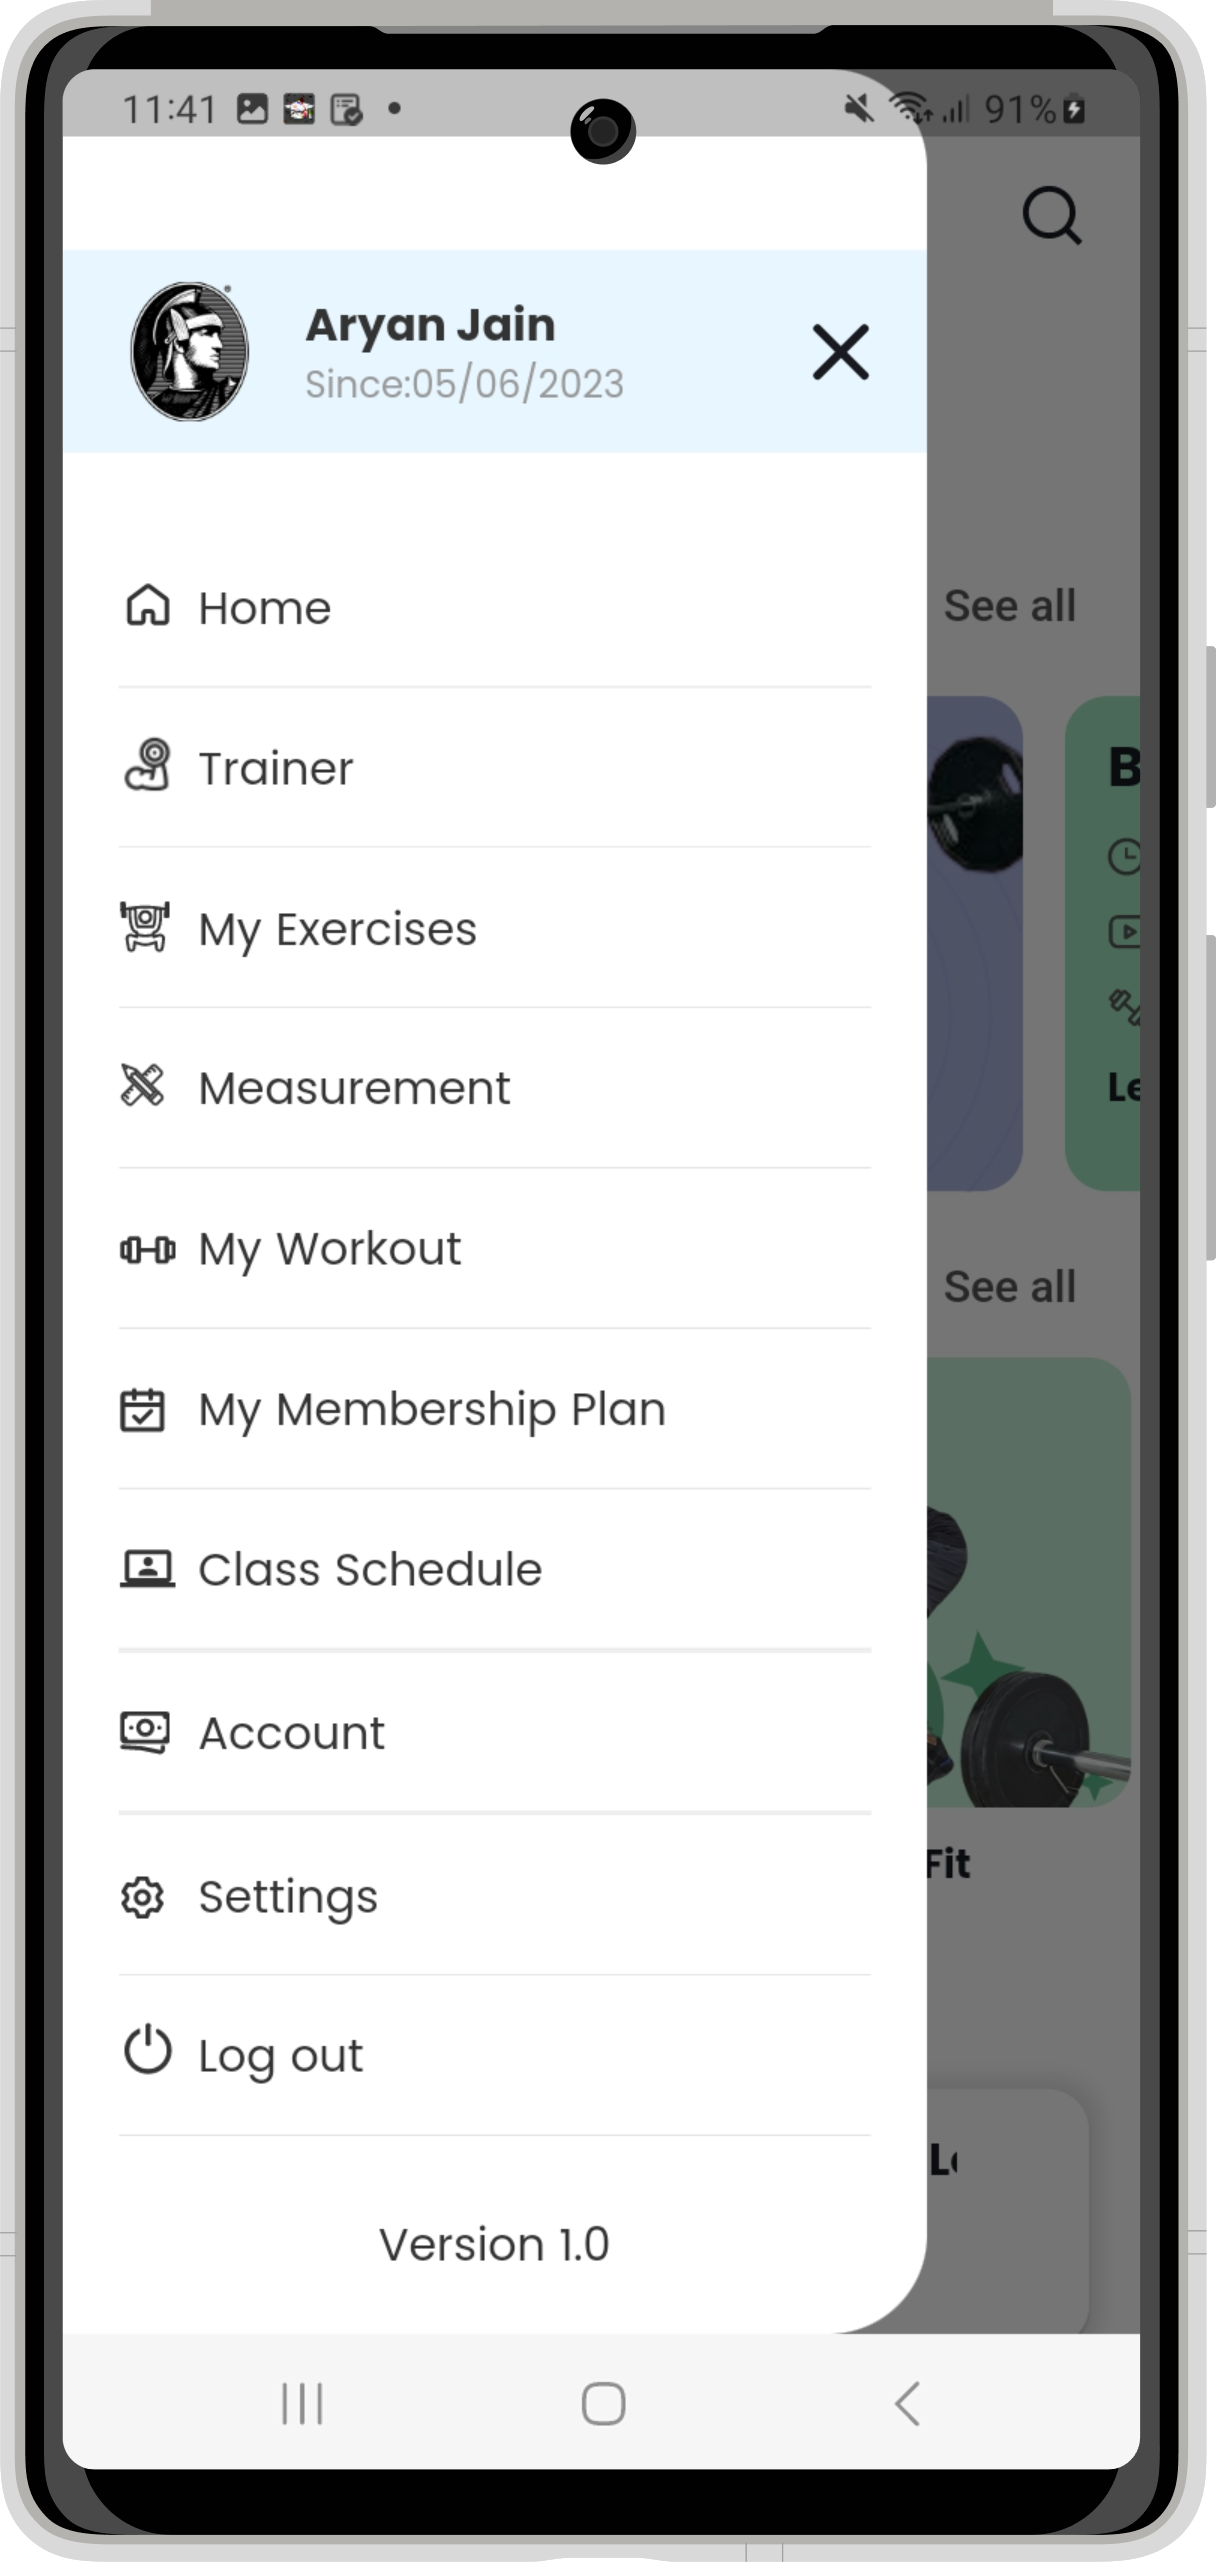 11:41
91%
Aryan Jain
Since:05/06/2023
Home
See all
Trainer
My Exercises
Measurement
My Workout
See all
My Membership Plan
Class Schedule
Account
Fit
Settings
Log out
Version 1.0